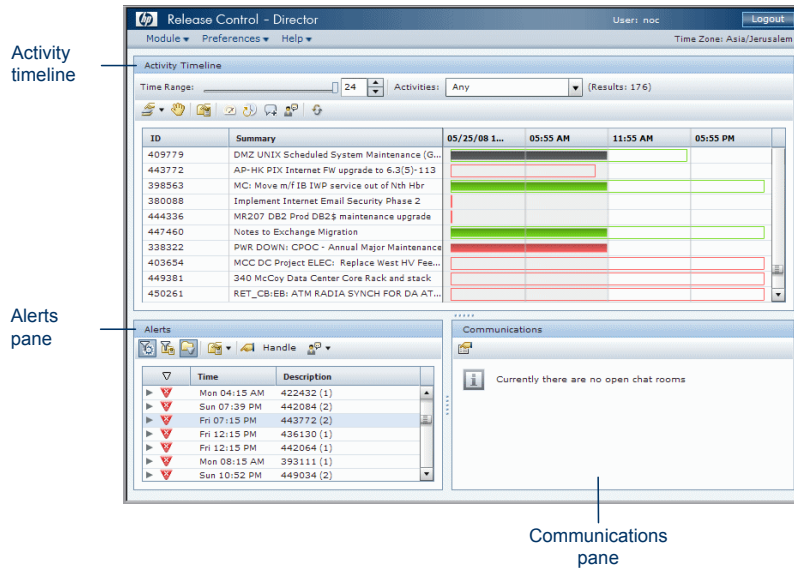 hp Release Control - Director User: noc Logout
Module Preferences Help Time Zone: Asia/Jerusalem
Activity timeline
Activity Timeline
Time Range: 24 Activities: Any (Results: 176)
ID Summary 05/25/08 1... 05:55 AM 11:55 AM 05:55 PM
409779 DMZ UNIX Scheduled System Maintenance (G...
443772 AP-HK PIX Internet FW upgrade to 6.3(5)-113
398563 MC: Move m/f IB IWP service out of Nth Hbr
380088 Implement Internet Email Security Phase 2
444336 MR207 DB2 Prod DB2$ maintenance upgrade
447460 Notes to Exchange Migration
338322 PWR DOWN: CPOC - Annual Major Maintenance
403654 MCC DC Project ELEC: Replace West HV Fee...
449381 340 McCoy Data Center Core Rack and stack
450261 RET_CB:EB: ATM RADIA SYNCH FOR DA AT...
Alerts pane
Alerts
Handle
Time Description
Mon 04:15 AM 422432 (1)
Sun 07:39 PM 442084 (2)
Fri 07:15 PM 443772 (2)
Fri 12:15 PM 436130 (1)
Fri 12:15 PM 442064 (1)
Mon 08:15 AM 393111 (1)
Sun 10:52 PM 449034 (2)
Communications
Currently there are no open chat rooms
Communications
pane